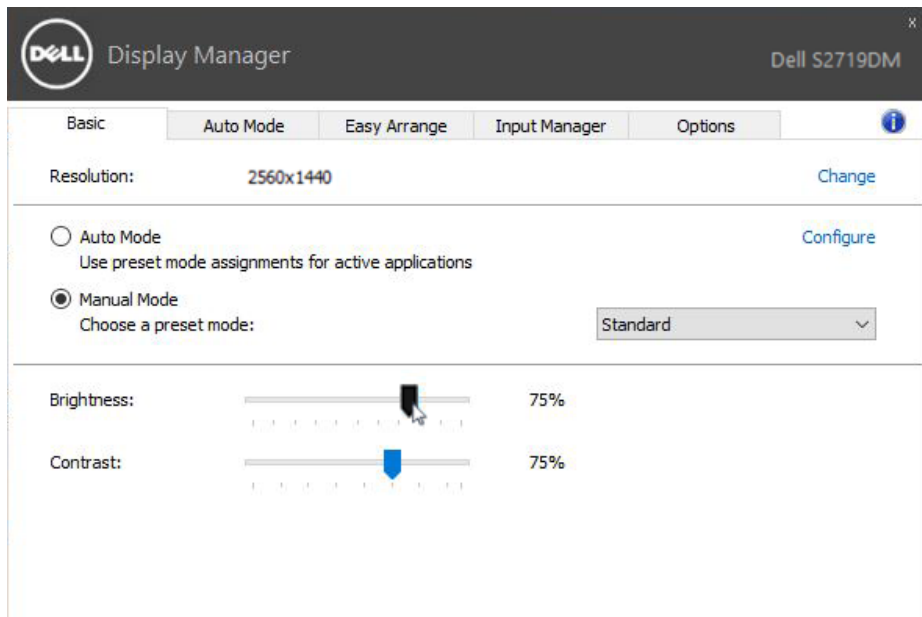 DELL Display Manager
x
Dell S2719DM
Basic Auto Mode Easy Arrange Input Manager Options i
Resolution: 2560x1440 Change
Auto Mode Configure
Use preset mode assignments for active applications
Manual Mode
Choose a preset mode: Standard
Brightness: 75%
Contrast: 75%